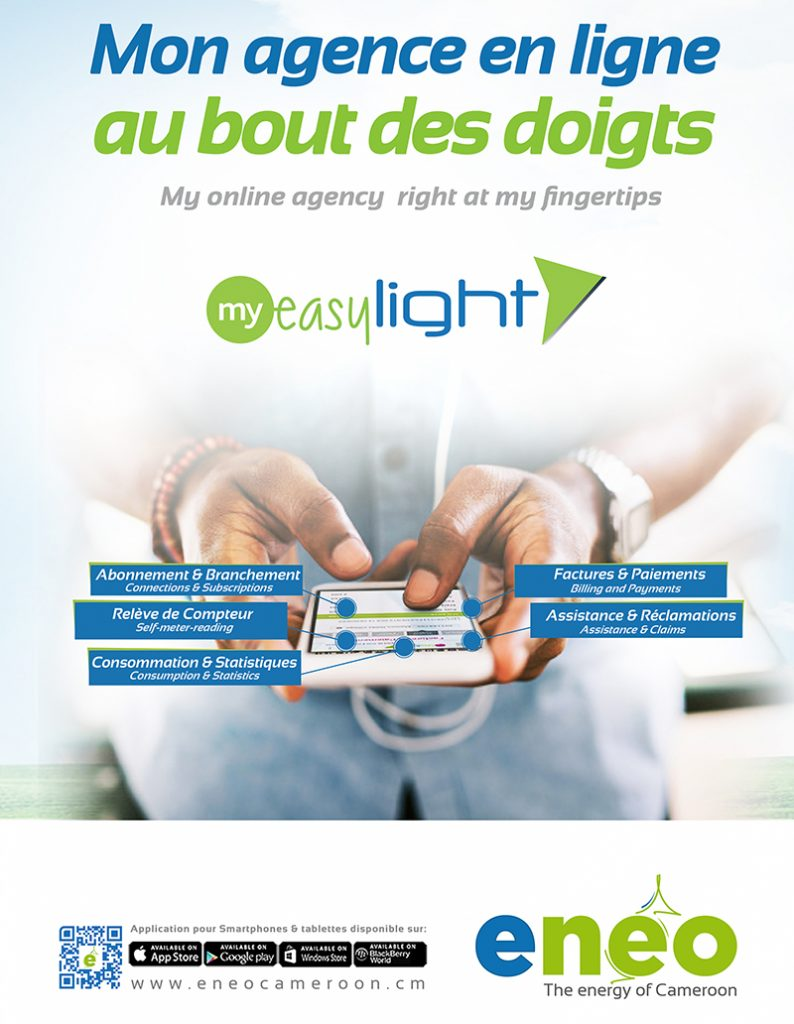 Mon agence en ligne
au bout des doigts
My online agency right at my fingertips
my easylight
Abonnement & Branchement
Connections & Subscriptions
Factures & Paiements
Billing and Payments
Relève de Compteur
Self-meter-reading
Assistance & Réclamations
Assistance & Claims
Consommation & Statistiques
Consumption & Statistics
Application pour Smartphones & tablettes disponible sur:
AVAILABLE ON App Store
AVAILABLE ON Google play
AVAILABLE ON Windows Store
AVAILABLE ON BlackBerry World
www.eneocameroon.cm
e
eneo
The energy of Cameroon